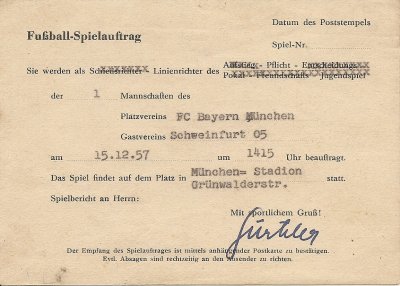 Datum des Poststempels
Fußball-Spielauftrag
Spiel-Nr.
Sie werden als Schiedsrichter - Linienrichter des Aufstieg - Pflicht - Entscheidungs
Pokal - Freundschafts - Jugendspiel
der 1 Mannschaften des
Platzvereins FC Bayern München
Gastvereins Schweinfurt 05
am 15.12.57 um 1415 Uhr beauftragt.
Das Spiel findet auf dem Platz in München= Stadion statt.
Grünwalderstr.
Spielbericht an Herrn:
Mit sportlichem Gruß!
Der Empfang des Spielauftrages ist mittels anhängender Postkarte zu bestätigen.
Evtl. Absagen sind rechtzeitig an den Absender zu richten.